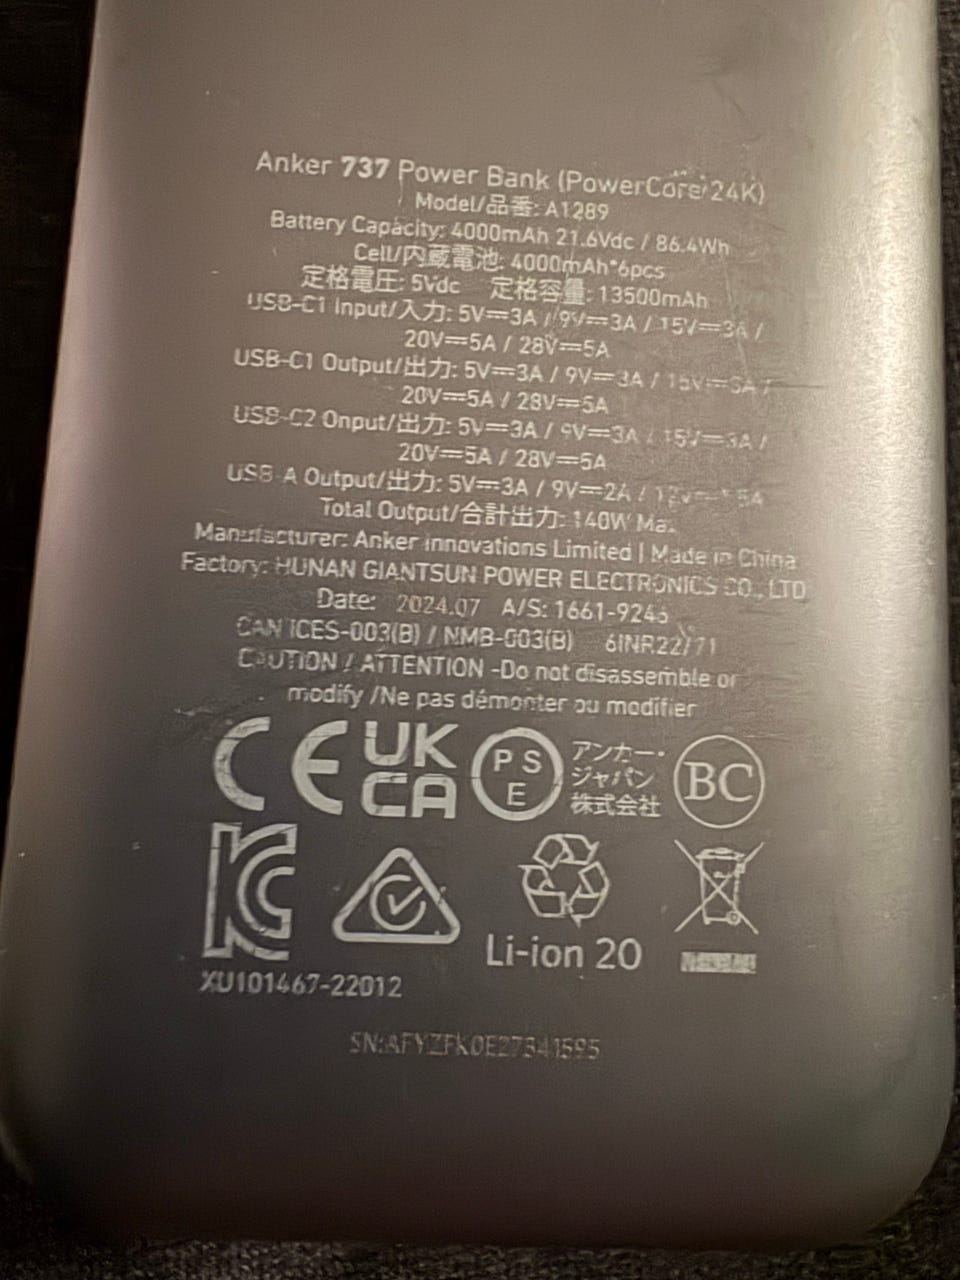 Anker 737 Power Bank (PowerCore 24K)
Model/品番: A1289
Battery Capacity: 4000mAh 21.6Vdc / 86.4Wh
Cell/内蔵電池: 4000mAh*6pcs
定格電圧: 5Vdc 定格容量: 13500mAh
USB-C1 Input/入力: 5V⎓3A / 9V⎓3A / 15V⎓3A /
20V⎓5A / 28V⎓5A
USB-C1 Output/出力: 5V⎓3A / 9V⎓3A / 15V⎓3A /
20V⎓5A / 28V⎓5A
USB-C2 Onput/出力: 5V⎓3A / 9V⎓3A / 15V⎓3A /
20V⎓5A / 28V⎓5A
USB-A Output/出力: 5V⎓3A / 9V⎓2A / 12V⎓1.5A
Total Output/合計出力: 140W Max
Manufacturer: Anker Innovations Limited | Made in China
Factory: HUNAN GIANTSUN POWER ELECTRONICS CO., LTD
Date: 2024.07 A/S: 1661-9246
CAN ICES-003(B) / NMB-003(B) 6INR22/71
CAUTION / ATTENTION -Do not disassemble or
modify /Ne pas démonter ou modifier
CE UK CA PSE アンカー・ジャパン株式会社 BC
KC
Li-ion 20
XU101467-22012